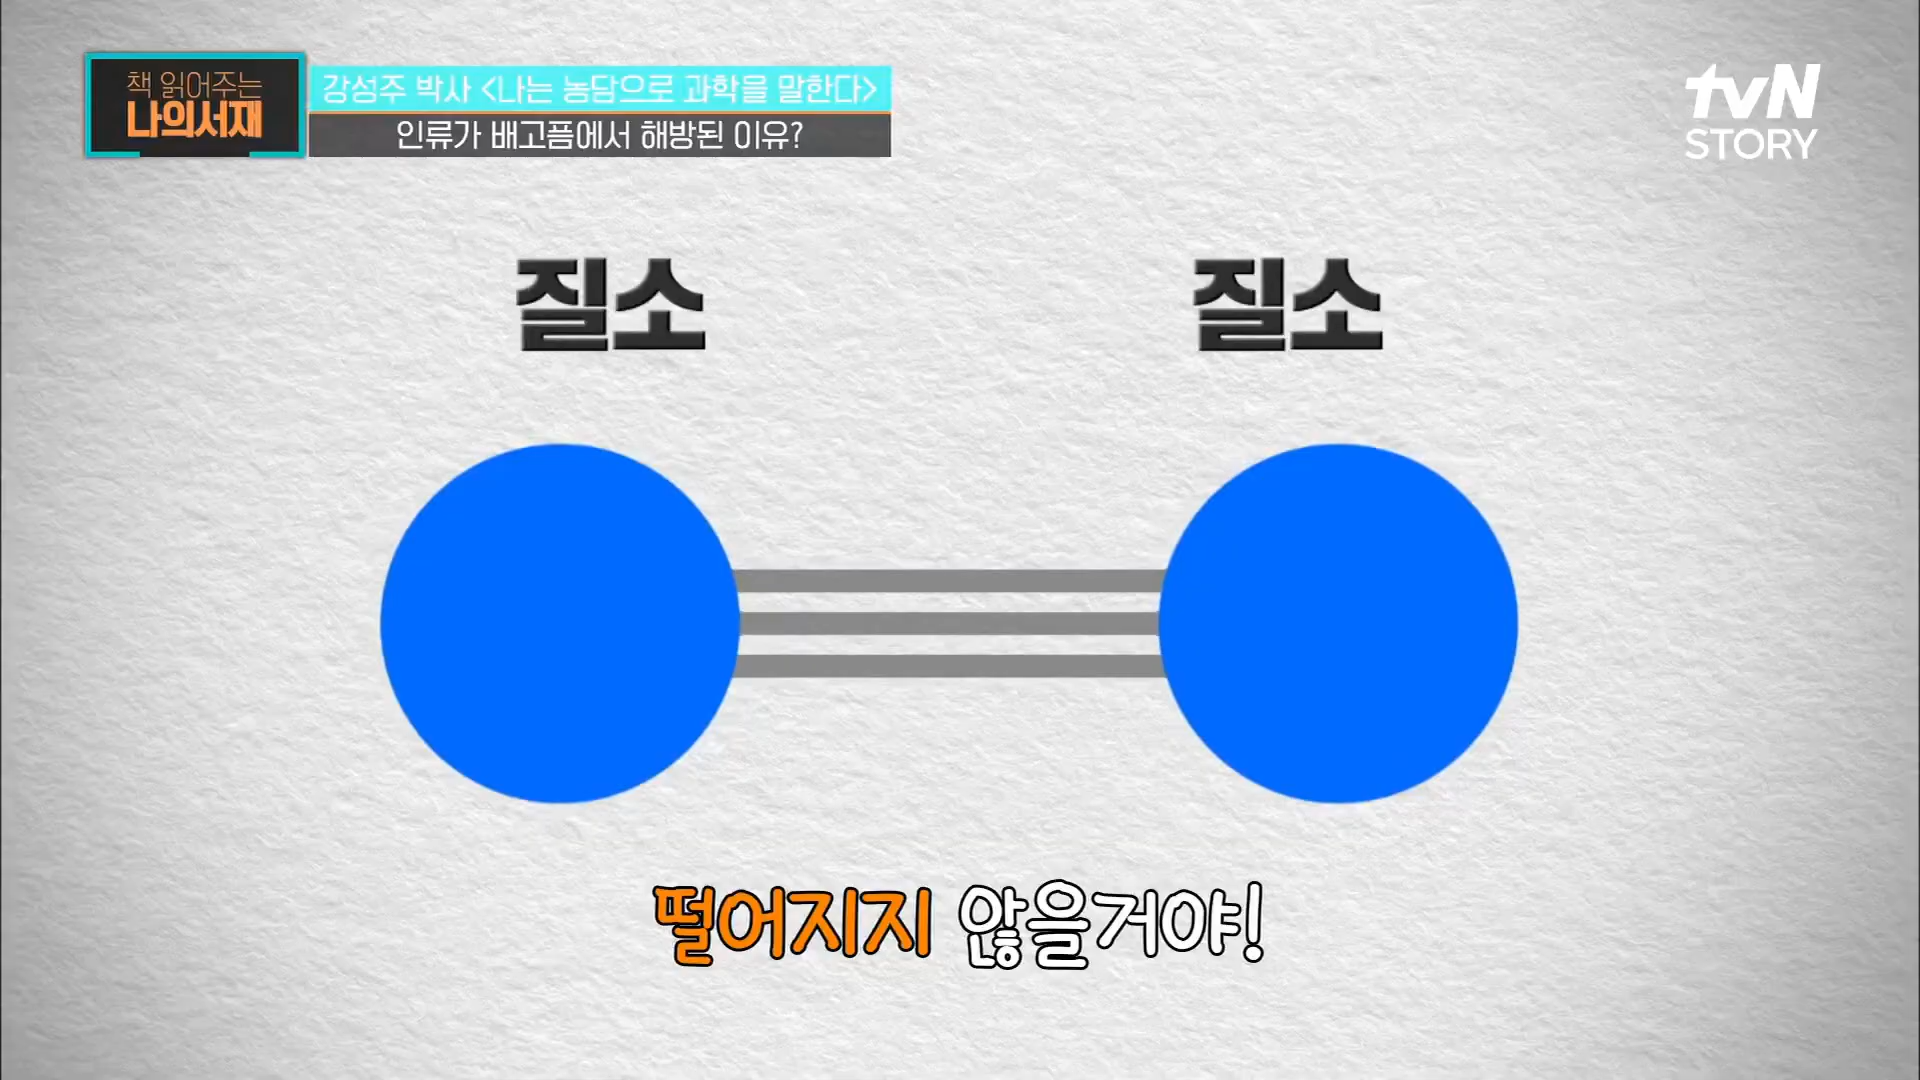 책 읽어주는
나의서재
강성주 박사 <나는 농담으로 과학을 말한다>
인류가 배고픔에서 해방된 이유?
tvN
STORY
질소
질소
떨어지지 않을거야!